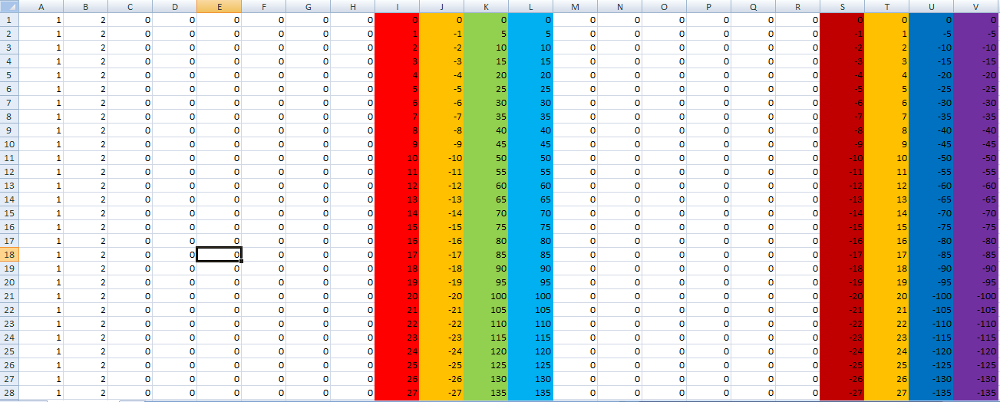 A B C D E F G H I J K L M N O P Q R S T U V
1 1 2 0 0 0 0 0 0 0 0 0 0 0 0 0 0 0 0 0 0 0 0
2 1 2 0 0 0 0 0 0 1 -1 5 5 0 0 0 0 0 0 -1 1 -5 -5
3 1 2 0 0 0 0 0 0 2 -2 10 10 0 0 0 0 0 0 -2 2 -10 -10
4 1 2 0 0 0 0 0 0 3 -3 15 15 0 0 0 0 0 0 -3 3 -15 -15
5 1 2 0 0 0 0 0 0 4 -4 20 20 0 0 0 0 0 0 -4 4 -20 -20
6 1 2 0 0 0 0 0 0 5 -5 25 25 0 0 0 0 0 0 -5 5 -25 -25
7 1 2 0 0 0 0 0 0 6 -6 30 30 0 0 0 0 0 0 -6 6 -30 -30
8 1 2 0 0 0 0 0 0 7 -7 35 35 0 0 0 0 0 0 -7 7 -35 -35
9 1 2 0 0 0 0 0 0 8 -8 40 40 0 0 0 0 0 0 -8 8 -40 -40
10 1 2 0 0 0 0 0 0 9 -9 45 45 0 0 0 0 0 0 -9 9 -45 -45
11 1 2 0 0 0 0 0 0 10 -10 50 50 0 0 0 0 0 0 -10 10 -50 -50
12 1 2 0 0 0 0 0 0 11 -11 55 55 0 0 0 0 0 0 -11 11 -55 -55
13 1 2 0 0 0 0 0 0 12 -12 60 60 0 0 0 0 0 0 -12 12 -60 -60
14 1 2 0 0 0 0 0 0 13 -13 65 65 0 0 0 0 0 0 -13 13 -65 -65
15 1 2 0 0 0 0 0 0 14 -14 70 70 0 0 0 0 0 0 -14 14 -70 -70
16 1 2 0 0 0 0 0 0 15 -15 75 75 0 0 0 0 0 0 -15 15 -75 -75
17 1 2 0 0 0 0 0 0 16 -16 80 80 0 0 0 0 0 0 -16 16 -80 -80
18 1 2 0 0 0 0 0 0 17 -17 85 85 0 0 0 0 0 0 -17 17 -85 -85
19 1 2 0 0 0 0 0 0 18 -18 90 90 0 0 0 0 0 0 -18 18 -90 -90
20 1 2 0 0 0 0 0 0 19 -19 95 95 0 0 0 0 0 0 -19 19 -95 -95
21 1 2 0 0 0 0 0 0 20 -20 100 100 0 0 0 0 0 0 -20 20 -100 -100
22 1 2 0 0 0 0 0 0 21 -21 105 105 0 0 0 0 0 0 -21 21 -105 -105
23 1 2 0 0 0 0 0 0 22 -22 110 110 0 0 0 0 0 0 -22 22 -110 -110
24 1 2 0 0 0 0 0 0 23 -23 115 115 0 0 0 0 0 0 -23 23 -115 -115
25 1 2 0 0 0 0 0 0 24 -24 120 120 0 0 0 0 0 0 -24 24 -120 -120
26 1 2 0 0 0 0 0 0 25 -25 125 125 0 0 0 0 0 0 -25 25 -125 -125
27 1 2 0 0 0 0 0 0 26 -26 130 130 0 0 0 0 0 0 -26 26 -130 -130
28 1 2 0 0 0 0 0 0 27 -27 135 135 0 0 0 0 0 0 -27 27 -135 -135